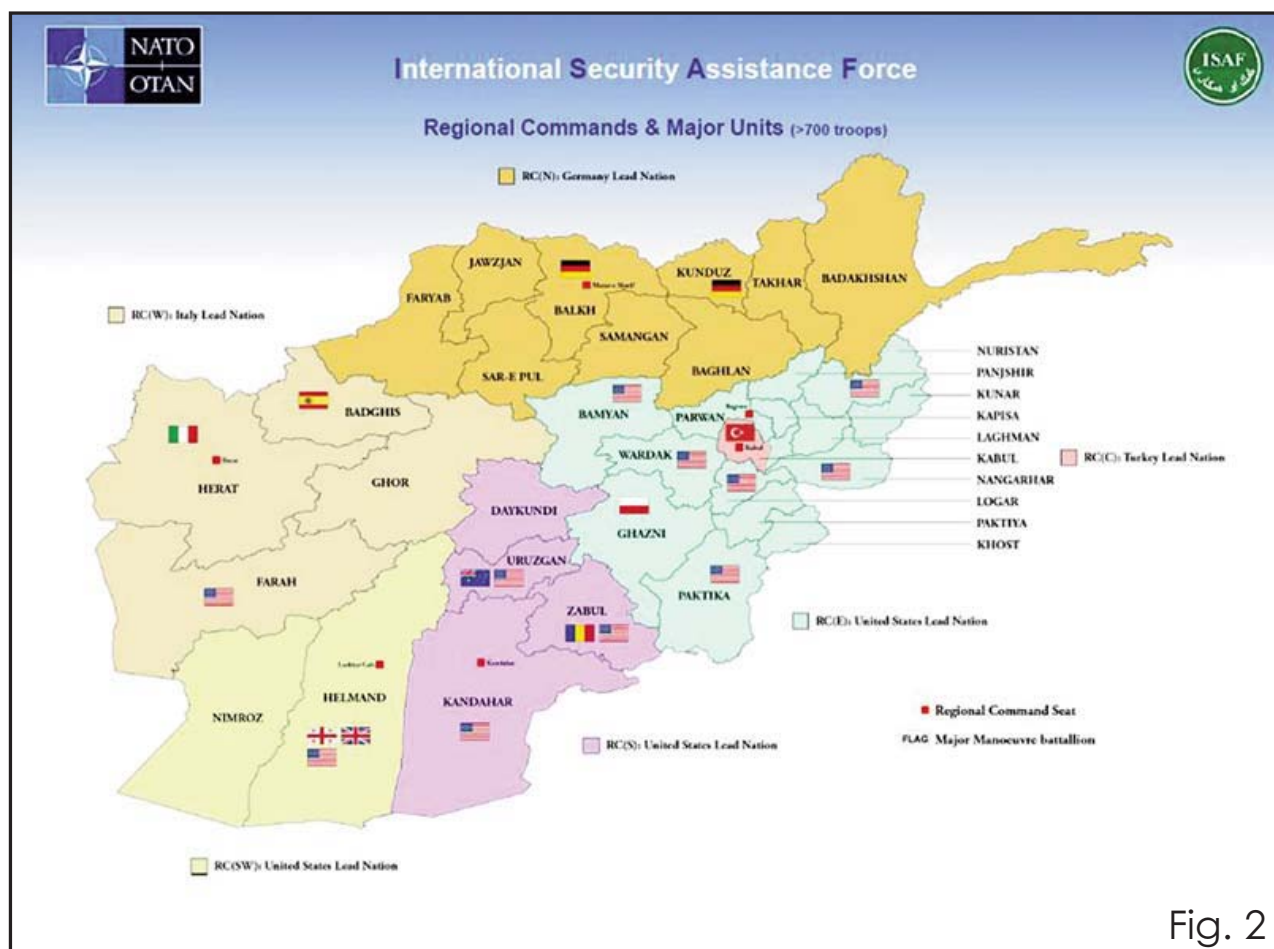 NATO
OTAN
International Security Assistance Force
ISAF
Regional Commands & Major Units (>700 troops)
RC(N): Germany Lead Nation
JAWZJAN
KUNDUZ
TAKHAR
BADAKHSHAN
FARYAB
BALKH
SAMANGAN
RC(W): Italy Lead Nation
SAR-E PUL
BAGHLAN
NURISTAN
PANJSHIR
KUNAR
KAPISA
LAGHMAN
KABUL
NANGARHAR
LOGAR
PAKTIYA
KHOST
RC(C): Turkey Lead Nation
BADGHIS
BAMYAN
PARWAN
WARDAK
HERAT
GHOR
DAYKUNDI
GHAZNI
URUZGAN
FARAH
ZABUL
PAKTIKA
RC(E): United States Lead Nation
NIMROZ
HELMAND
KANDAHAR
Regional Command Seat
FLAG Major Manoeuvre battallion
RC(S): United States Lead Nation
RC(SW): United States Lead Nation
Fig. 2